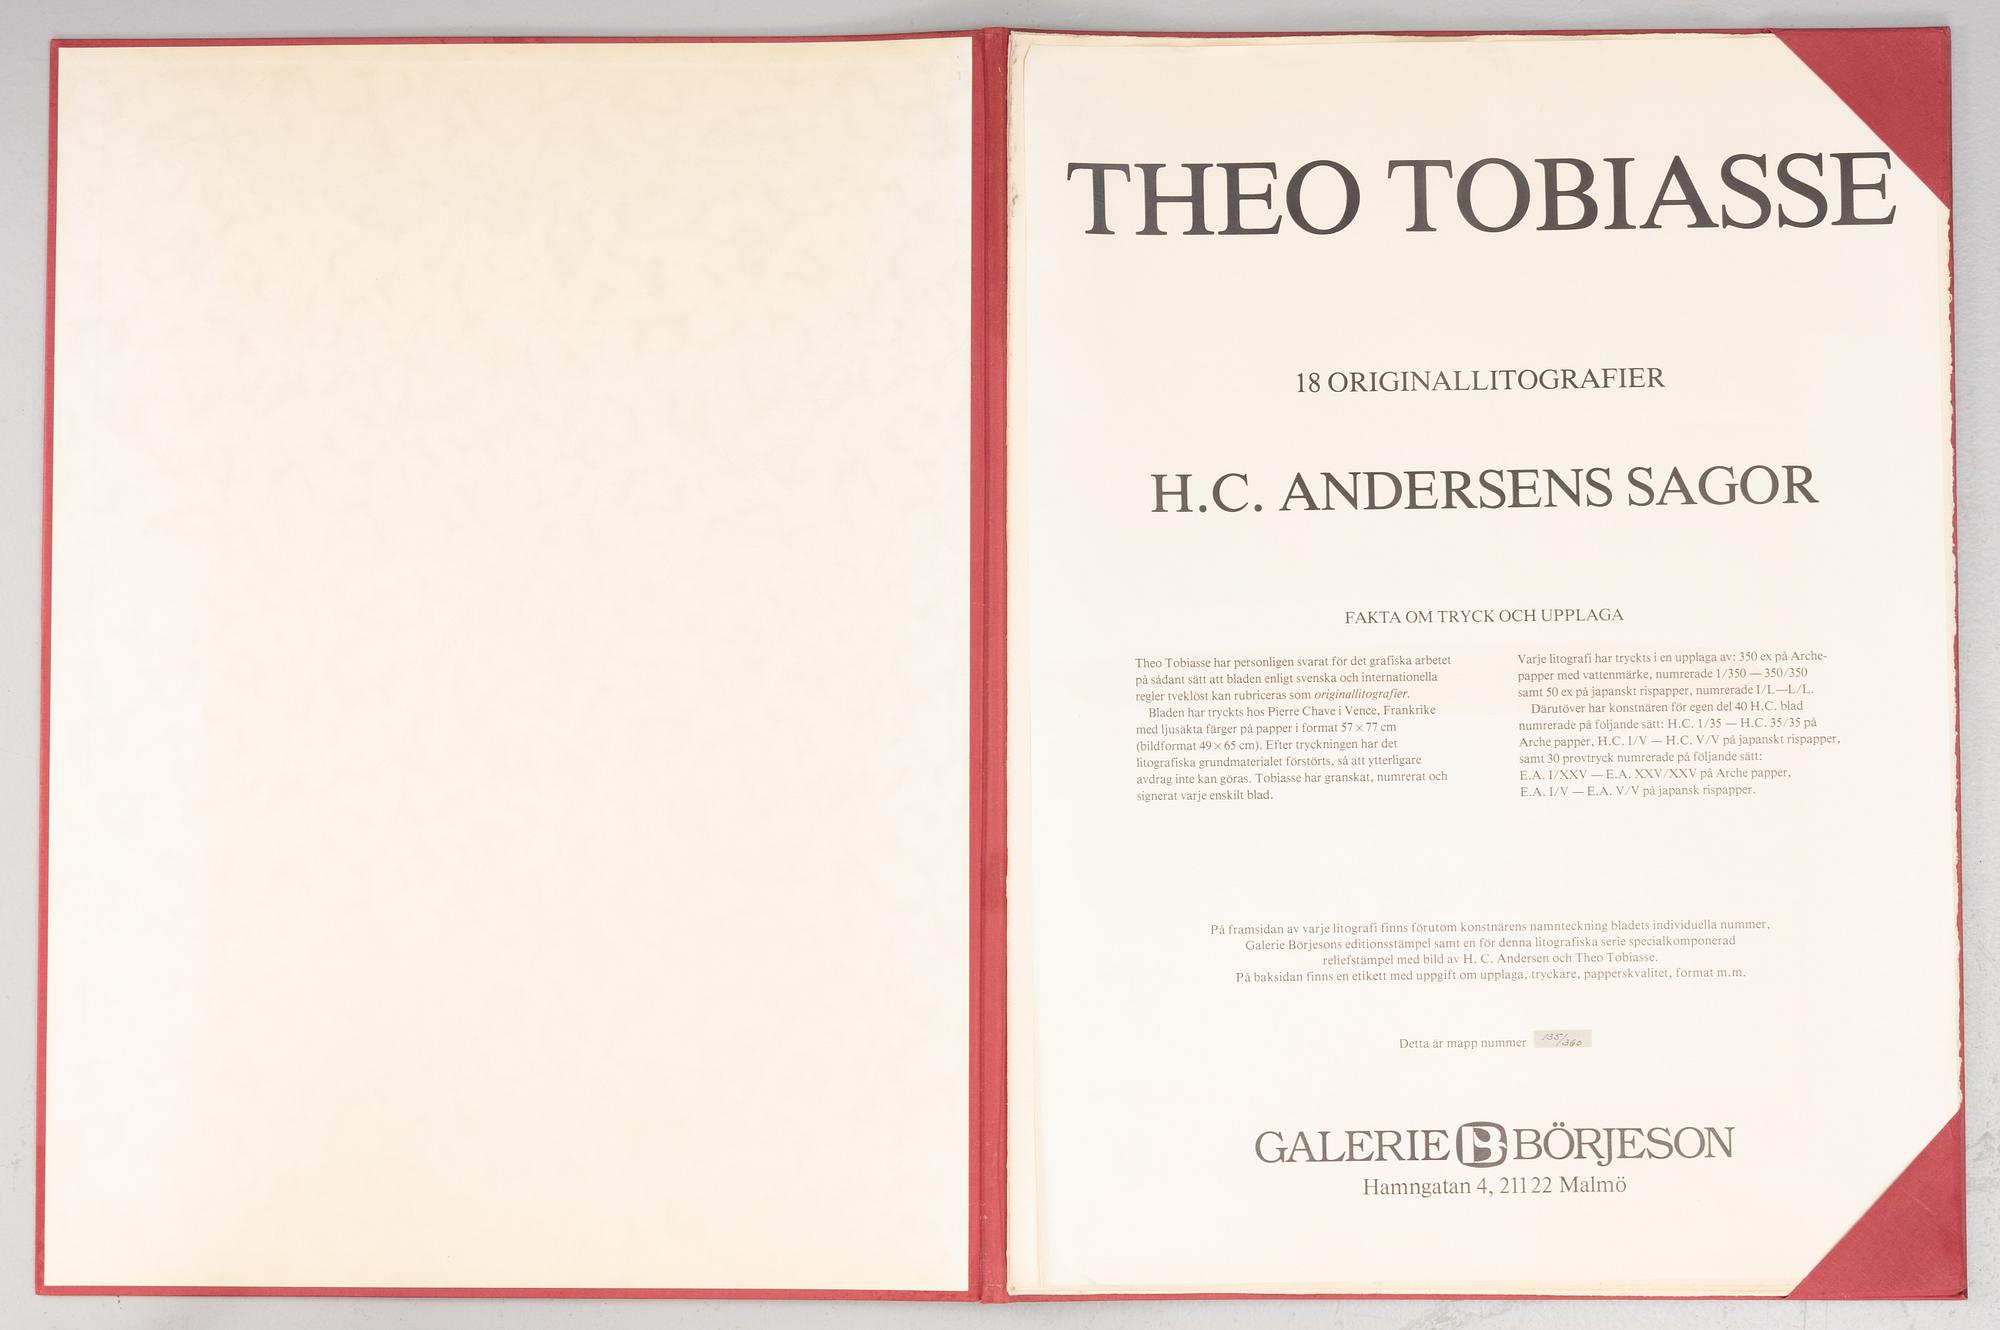 THEO TOBIASSE
18 ORIGINALLITOGRAFIER
H.C. ANDERSENS SAGOR
FAKTA OM TRYCK OCH UPPLAGA
Theo Tobiasse har personligen svarat för det grafiska arbetet
på sådant sätt att bladen enligt svenska och internationella
regler tveklöst kan rubriceras som originallitografier.
Bladen har tryckts hos Pierre Chave i Vence, Frankrike
med ljusäkta färger på papper i format 57×77 cm
(bildformat 49×65 cm). Efter tryckningen har det
litografiska grundmaterialet förstörts, så att ytterligare
avdrag inte kan göras. Tobiasse har granskat, numrerat och
signerat varje enskilt blad.
Varje litografi har tryckts i en upplaga av: 350 ex på Arche-
papper med vattenmärke, numrerade 1/350 — 350/350
samt 50 ex på japanskt rispapper, numrerade I/L—L/L.
Därutöver har konstnären för egen del 40 H.C. blad
numrerade på följande sätt: H.C. 1/35 — H.C. 35/35 på
Arche papper, H.C. I/V — H.C. V/V på japanskt rispapper,
samt 30 provtryck numrerade på följande sätt:
E.A. I/XXV — E.A. XXV/XXV på Arche papper,
E.A. I/V — E.A. V/V på japansk rispapper.
På framsidan av varje litografi finns förutom konstnärens namnteckning bladets individuella nummer,
Galerie Börjesons editionsstämpel samt en för denna litografiska serie specialkomponerad
reliefstämpel med bild av H. C. Andersen och Theo Tobiasse.
På baksidan finns en etikett med uppgift om upplaga, tryckare, papperskvalitet, format m.m.
Detta är mapp nummer 135/360
GALERIE B BÖRJESON
Hamngatan 4, 21122 Malmö